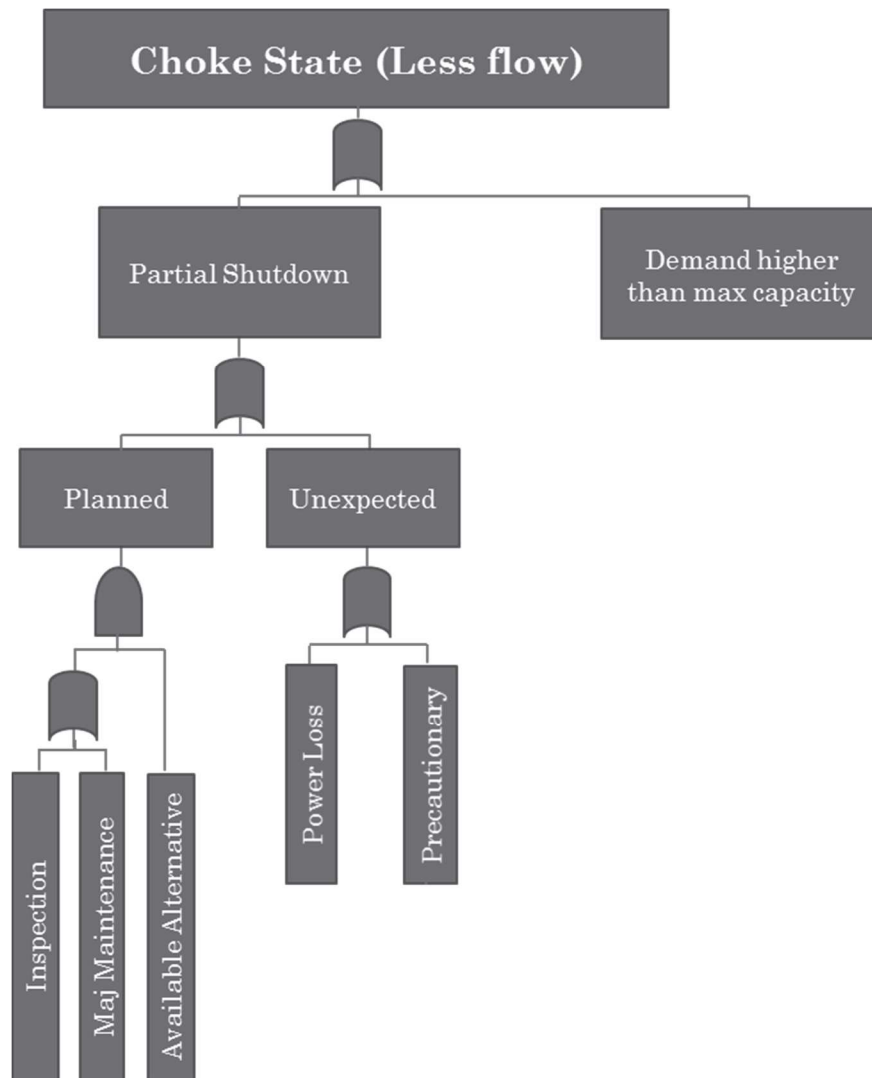 Choke State (Less flow)
Partial Shutdown
Demand higher
than max capacity
Planned
Unexpected
Power Loss
Precautionary
Inspection
Maj Maintenance
Available Alternative